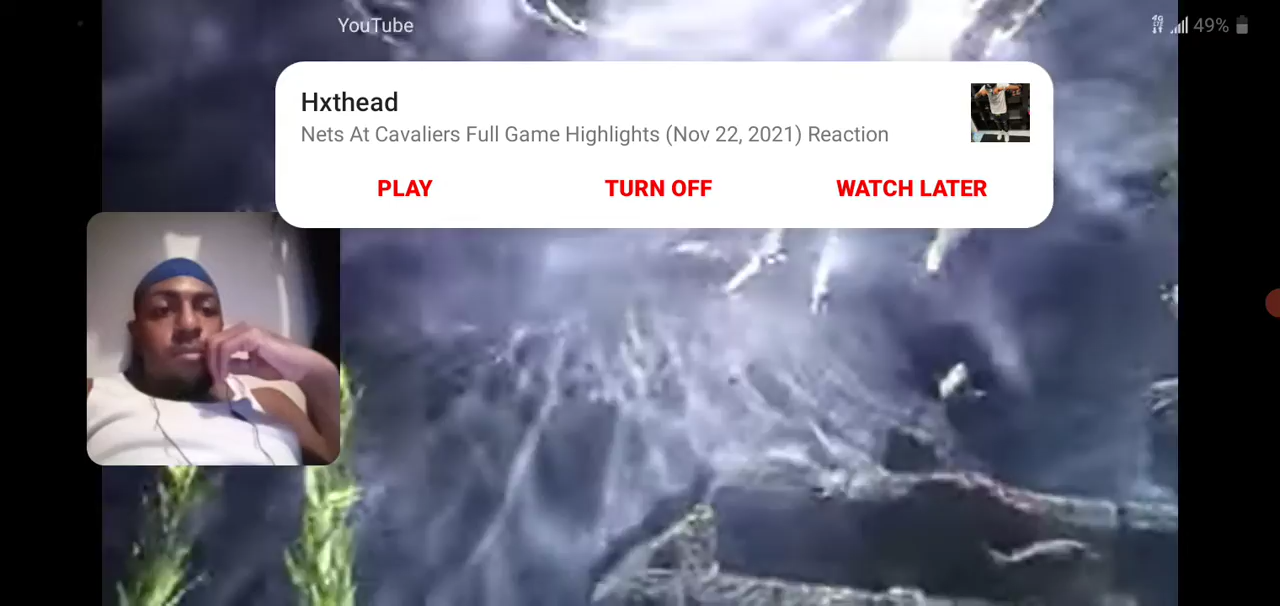 YouTube
49%
Hxthead
Nets At Cavaliers Full Game Highlights (Nov 22, 2021) Reaction
PLAY
TURN OFF
WATCH LATER